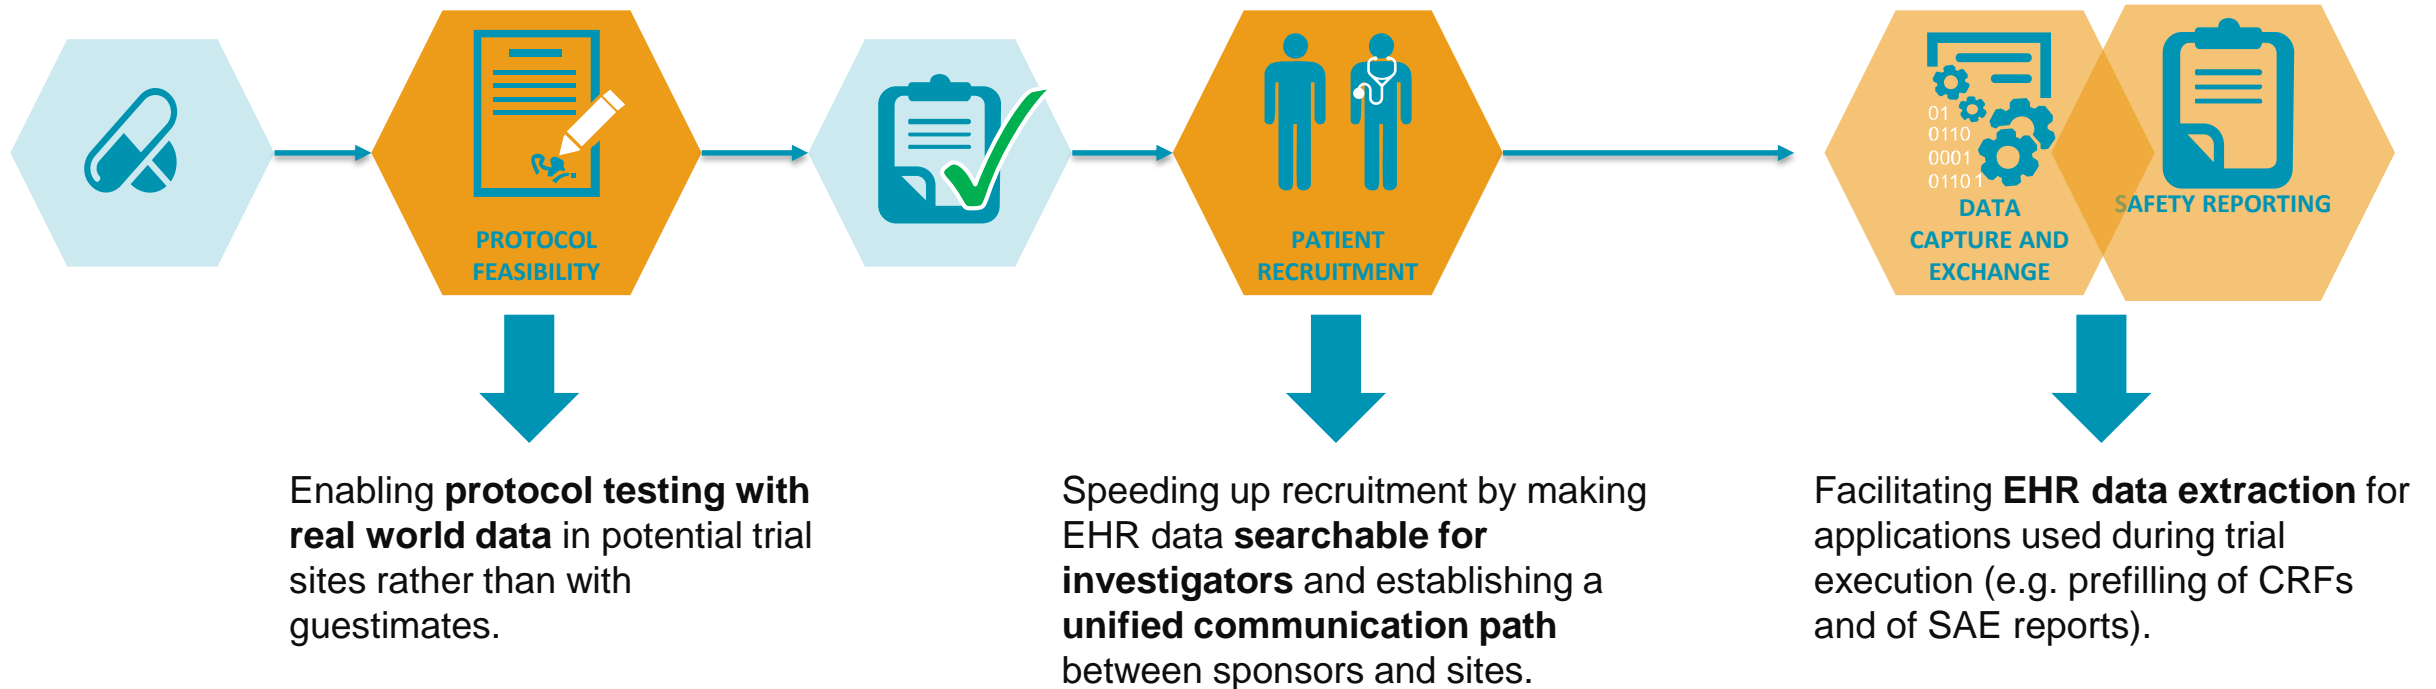 PROTOCOL
FEASIBILITY
PATIENT
RECRUITMENT
01
0110
0001
01101
DATA
CAPTURE AND
EXCHANGE
SAFETY REPORTING
Enabling protocol testing with
real world data in potential trial
sites rather than with
guestimates.
Speeding up recruitment by making
EHR data searchable for
investigators and establishing a
unified communication path
between sponsors and sites.
Facilitating EHR data extraction for
applications used during trial
execution (e.g. prefilling of CRFs
and of SAE reports).